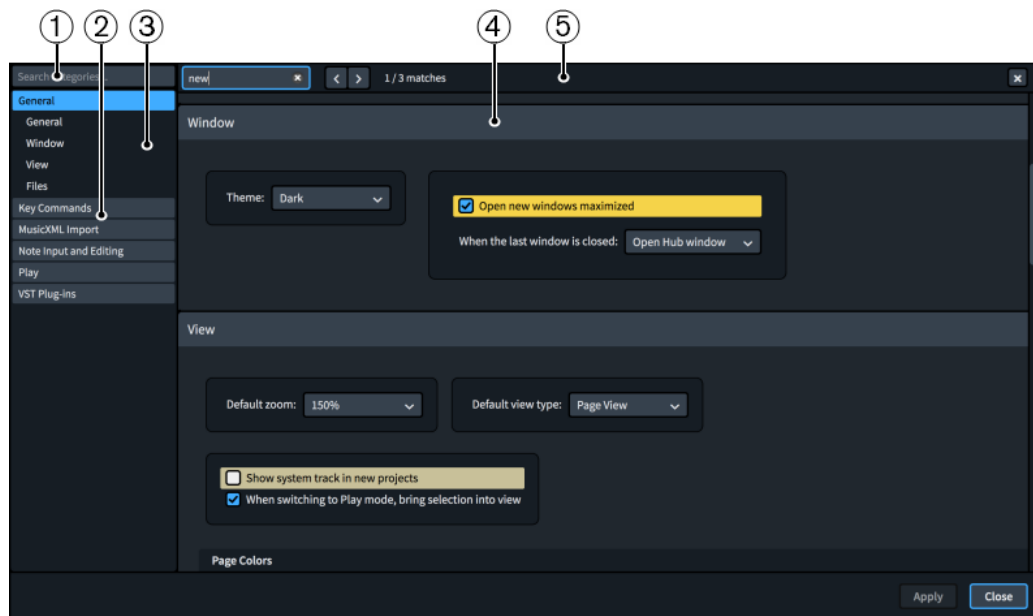 1 2 3 4 5
Search categories...
new
1 / 3 matches
General
General
Window
View
Files
Key Commands
MusicXML Import
Note Input and Editing
Play
VST Plug-ins
Window
Theme: Dark
Open new windows maximized
When the last window is closed: Open Hub window
View
Default zoom: 150%
Default view type: Page View
Show system track in new projects
When switching to Play mode, bring selection into view
Page Colors
Apply
Close